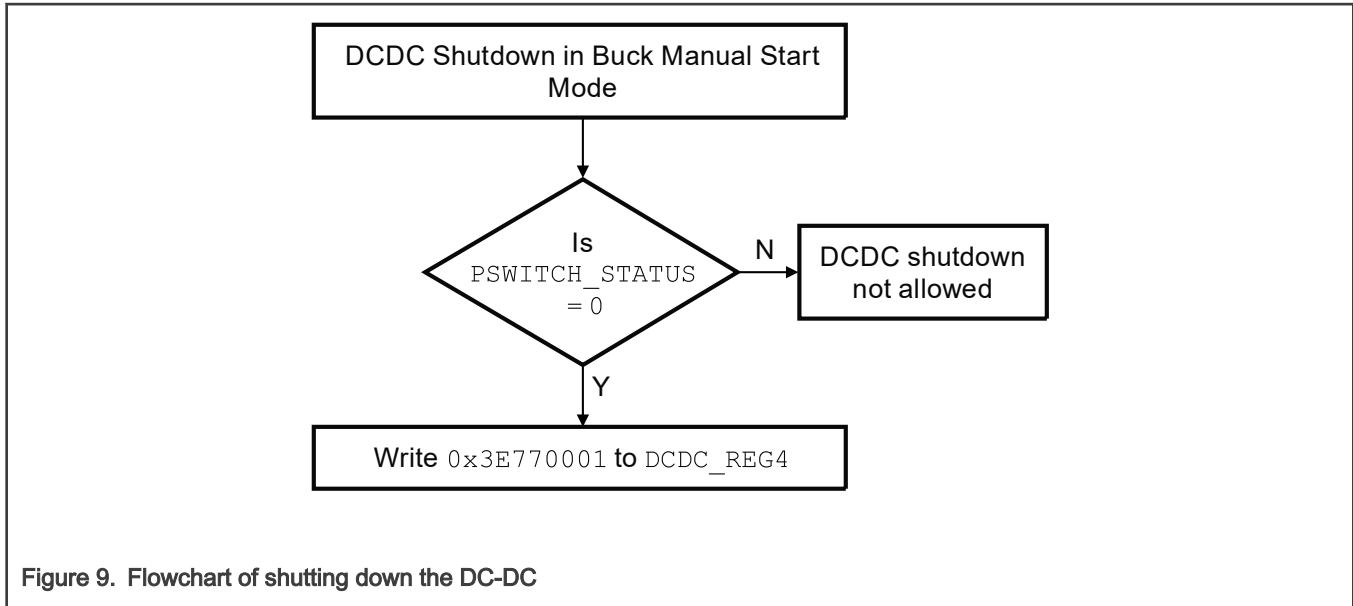 DCDC Shutdown in Buck Manual Start
Mode
Is
PSWITCH_STATUS
= 0
N
DCDC shutdown
not allowed
Y
Write 0x3E770001 to DCDC_REG4
Figure 9. Flowchart of shutting down the DC-DC